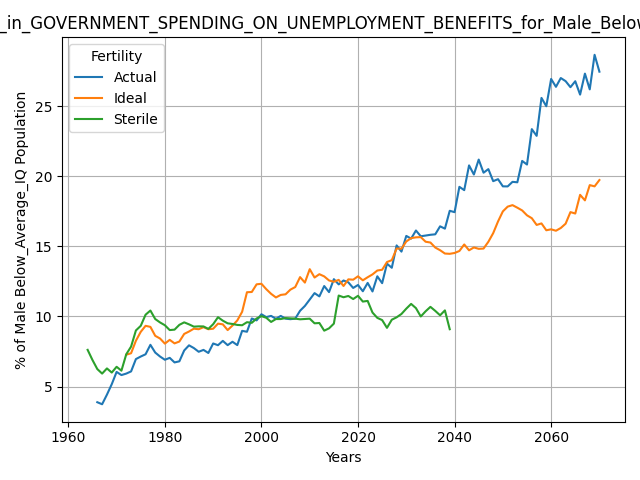 _in_GOVERNMENT_SPENDING_ON_UNEMPLOYMENT_BENEFITS_for_Male_Below
Fertility
Actual
Ideal
Sterile
% of Male Below_Average_IQ Population
25
20
15
10
5
1960 1980 2000 2020 2040 2060
Years